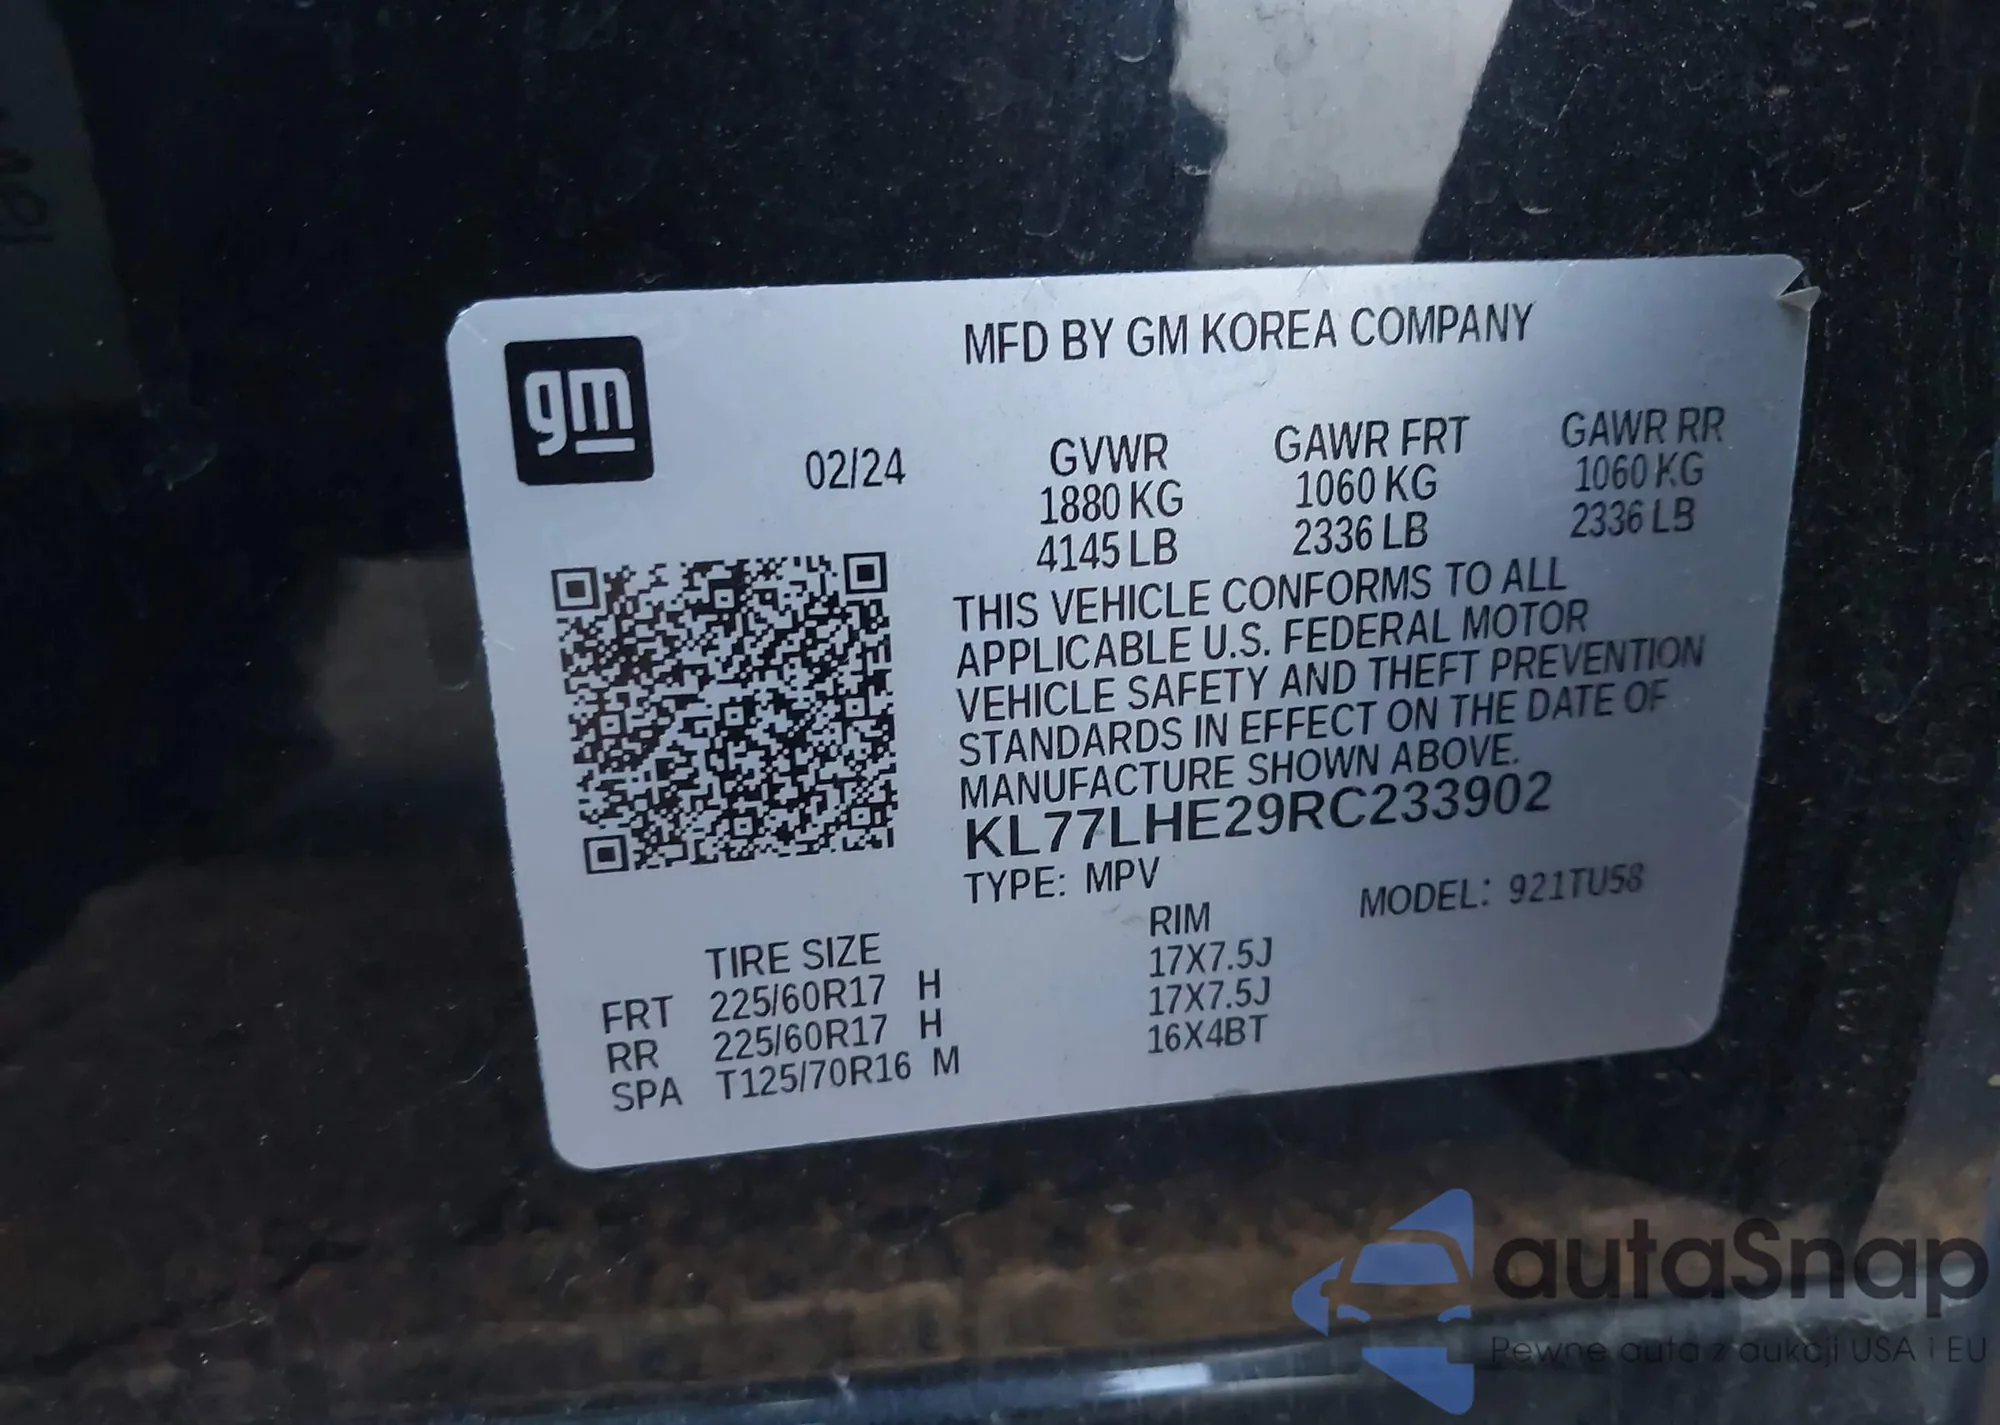 gm
MFD BY GM KOREA COMPANY
02/24
GVWR GAWR FRT GAWR RR
1880 KG 1060 KG 1060 KG
4145 LB 2336 LB 2336 LB
THIS VEHICLE CONFORMS TO ALL
APPLICABLE U.S. FEDERAL MOTOR
VEHICLE SAFETY AND THEFT PREVENTION
STANDARDS IN EFFECT ON THE DATE OF
MANUFACTURE SHOWN ABOVE.
KL77LHE29RC233902
TYPE: MPV MODEL: 921TU58
TIRE SIZE RIM
FRT 225/60R17 H 17X7.5J
RR 225/60R17 H 17X7.5J
SPA T125/70R16 M 16X4BT
autaSnap
Pewne auta z aukcji USA i EU